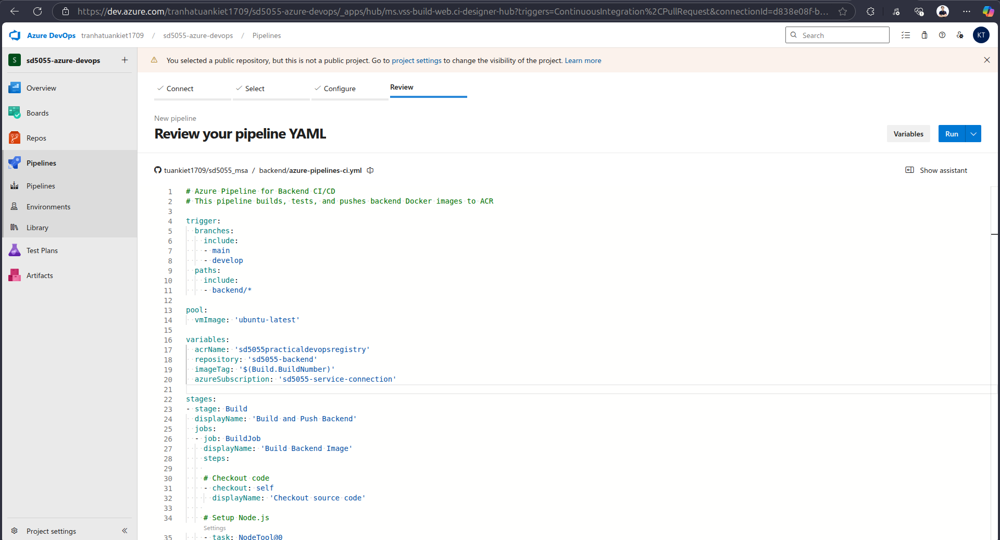 https://dev.azure.com/tranhatuankiet1709/sd5055-azure-devops/_apps/hub/ms.vss-build-web.ci-designer-hub?triggers=ContinuousIntegration%2CPullRequest&connectionId=d838e08f-b...
Azure DevOps tranhatuankiet1709 / sd5055-azure-devops / Pipelines
Search
KT
S sd5055-azure-devops +
Overview
Boards
Repos
Pipelines
Pipelines
Environments
Library
Test Plans
Artifacts
Project settings
You selected a public repository, but this is not a public project. Go to project settings to change the visibility of the project. Learn more
Connect
Select
Configure
Review
New pipeline
Review your pipeline YAML
Variables
Run
tuankiet1709/sd5055_msa / backend/azure-pipelines-ci.yml
Show assistant
1 # Azure Pipeline for Backend CI/CD
2 # This pipeline builds, tests, and pushes backend Docker images to ACR
3
4 trigger:
5   branches:
6     include:
7     - main
8     - develop
9   paths:
10     include:
11     - backend/*
12
13 pool:
14   vmImage: 'ubuntu-latest'
15
16 variables:
17   acrName: 'sd5055practicaldevopsregistry'
18   repository: 'sd5055-backend'
19   imageTag: '$(Build.BuildNumber)'
20   azureSubscription: 'sd5055-service-connection'
21
22 stages:
23 - stage: Build
24   displayName: 'Build and Push Backend'
25   jobs:
26   - job: BuildJob
27     displayName: 'Build Backend Image'
28     steps:
29
30     # Checkout code
31     - checkout: self
32       displayName: 'Checkout source code'
33
34     # Setup Node.js
Settings
35     - task: NodeTool@0